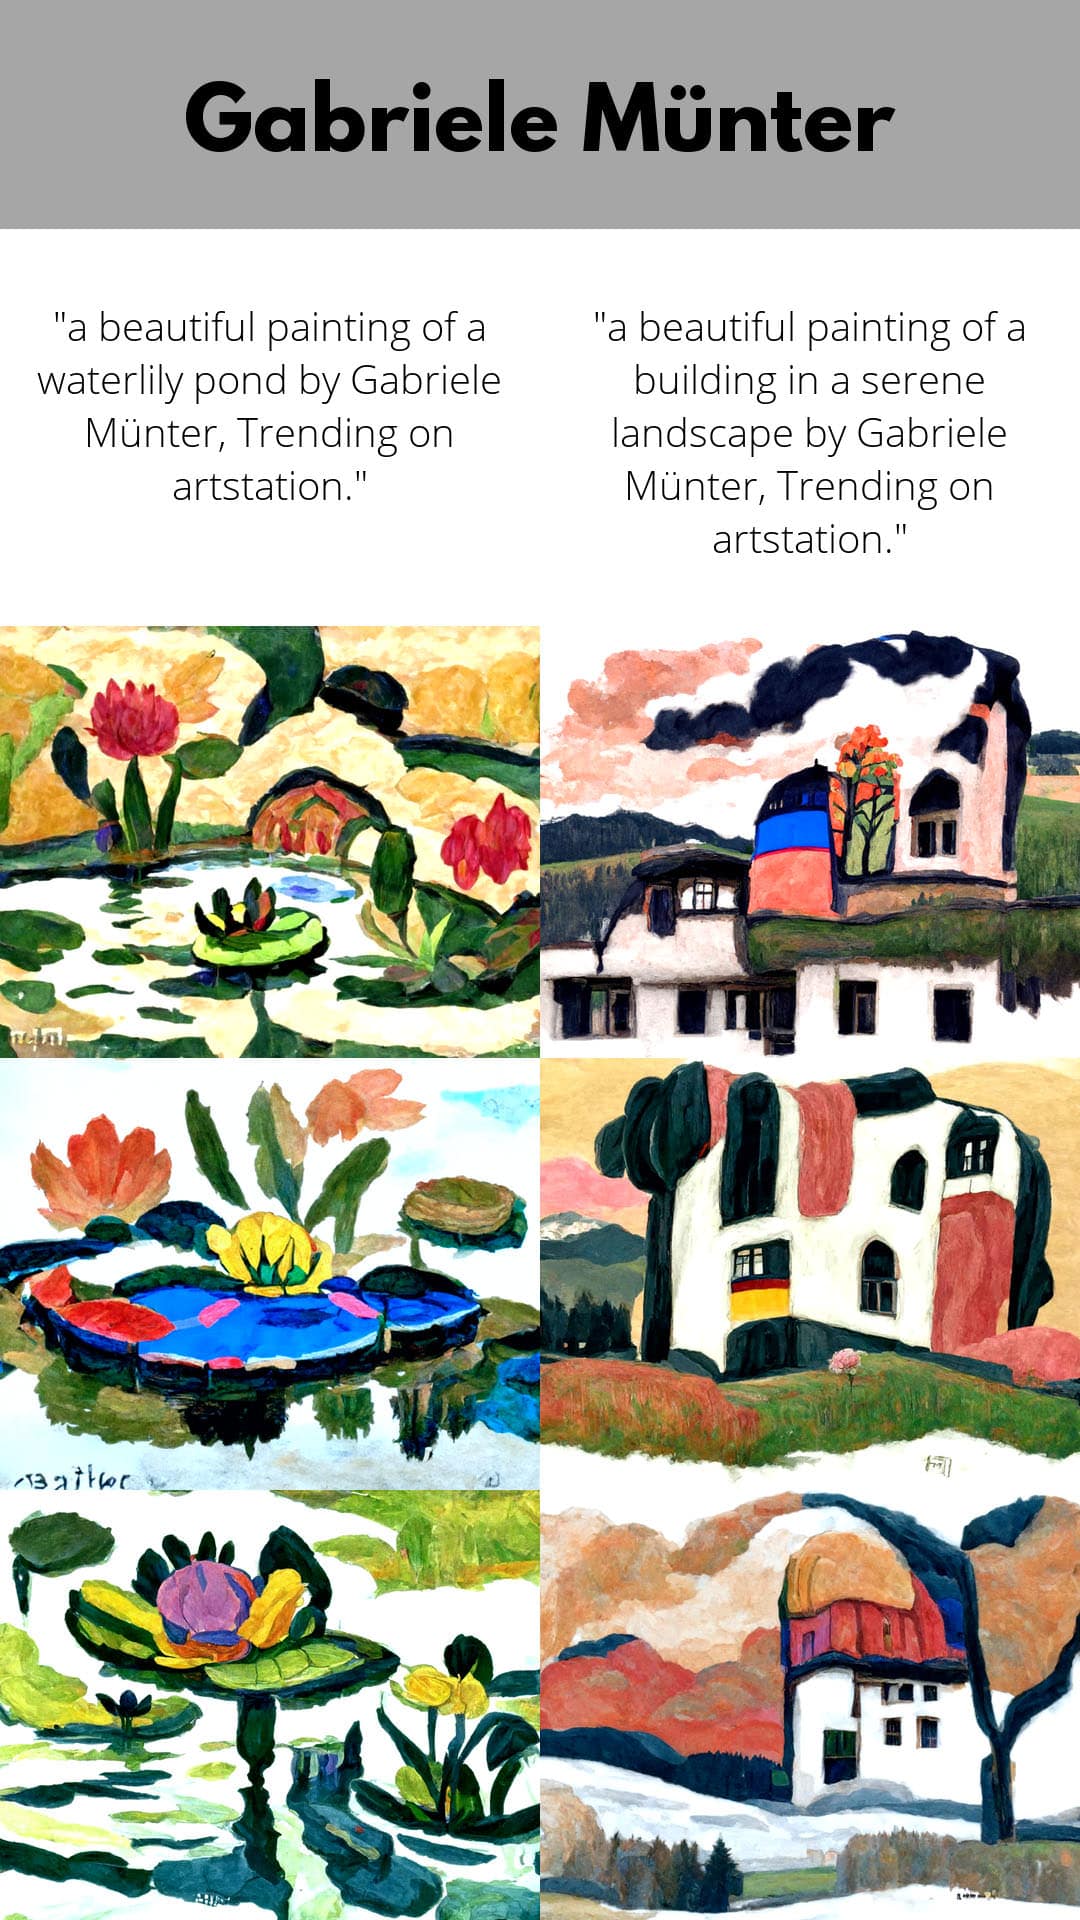 Gabriele Münter
"a beautiful painting of a
waterlily pond by Gabriele
Münter, Trending on
artstation."
"a beautiful painting of a
building in a serene
landscape by Gabriele
Münter, Trending on
artstation."